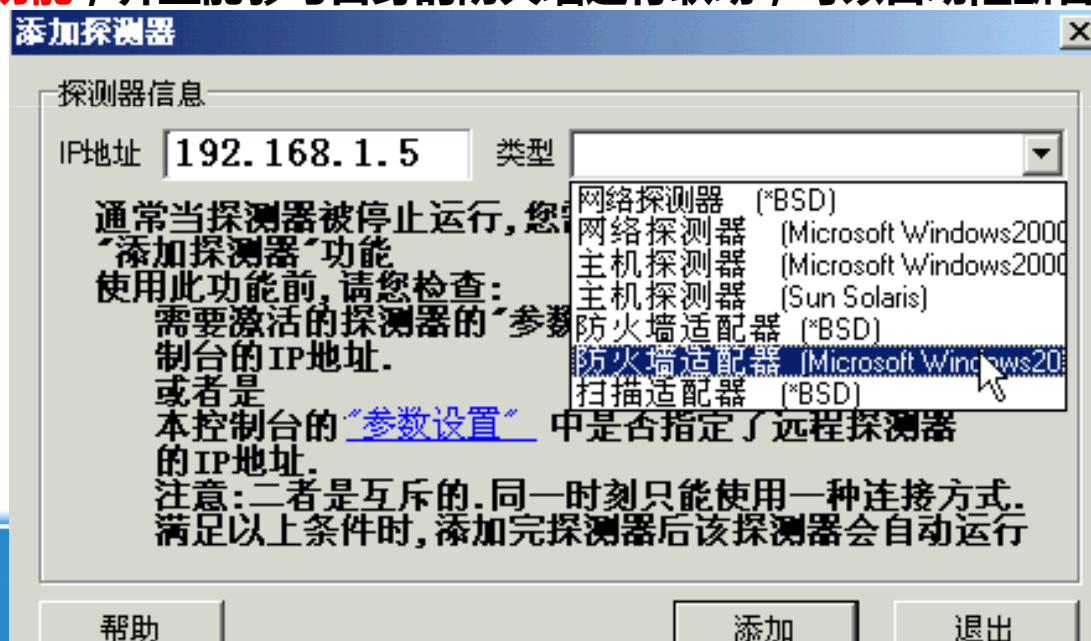 添加探测器
探测器信息
IP地址 192.168.1.5 类型
网络探测器 (*BSD)
网络探测器 (Microsoft Windows2000
主机探测器 (Microsoft Windows2000
主机探测器 (Sun Solaris)
防火墙适配器 (*BSD)
防火墙适配器 (Microsoft Windows20
扫描适配器 (*BSD)
通常当探测器被停止运行,您
"添加探测器"功能
使用此功能前,请您检查:
需要激活的探测器的"参数
制台的IP地址.
或者是
本控制台的"参数设置" 中是否指定了远程探测器
的IP地址.
注意:二者是互斥的.同一时刻只能使用一种连接方式.
满足以上条件时,添加完探测器后该探测器会自动运行
帮助 添加 退出